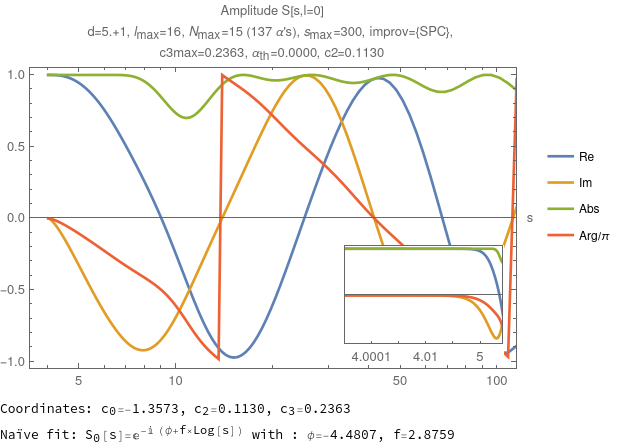 Amplitude S[s,l=0]
d=5.+1, lmax=16, Nmax=15 (137 α's), smax=300, improv={SPC},
c3max=0.2363, αth=0.0000, c2=0.1130
1.0
0.5
0.0
−0.5
−1.0
s
5
10
50
100
4.0001
4.01
5
Re
Im
Abs
Arg/π
Coordinates: c₀=-1.3573, c₂=0.1130, c₃=0.2363
Naïve fit: S₀[s]=e^-i (ϕ+f×Log[s]) with : ϕ=-4.4807, f=2.8759